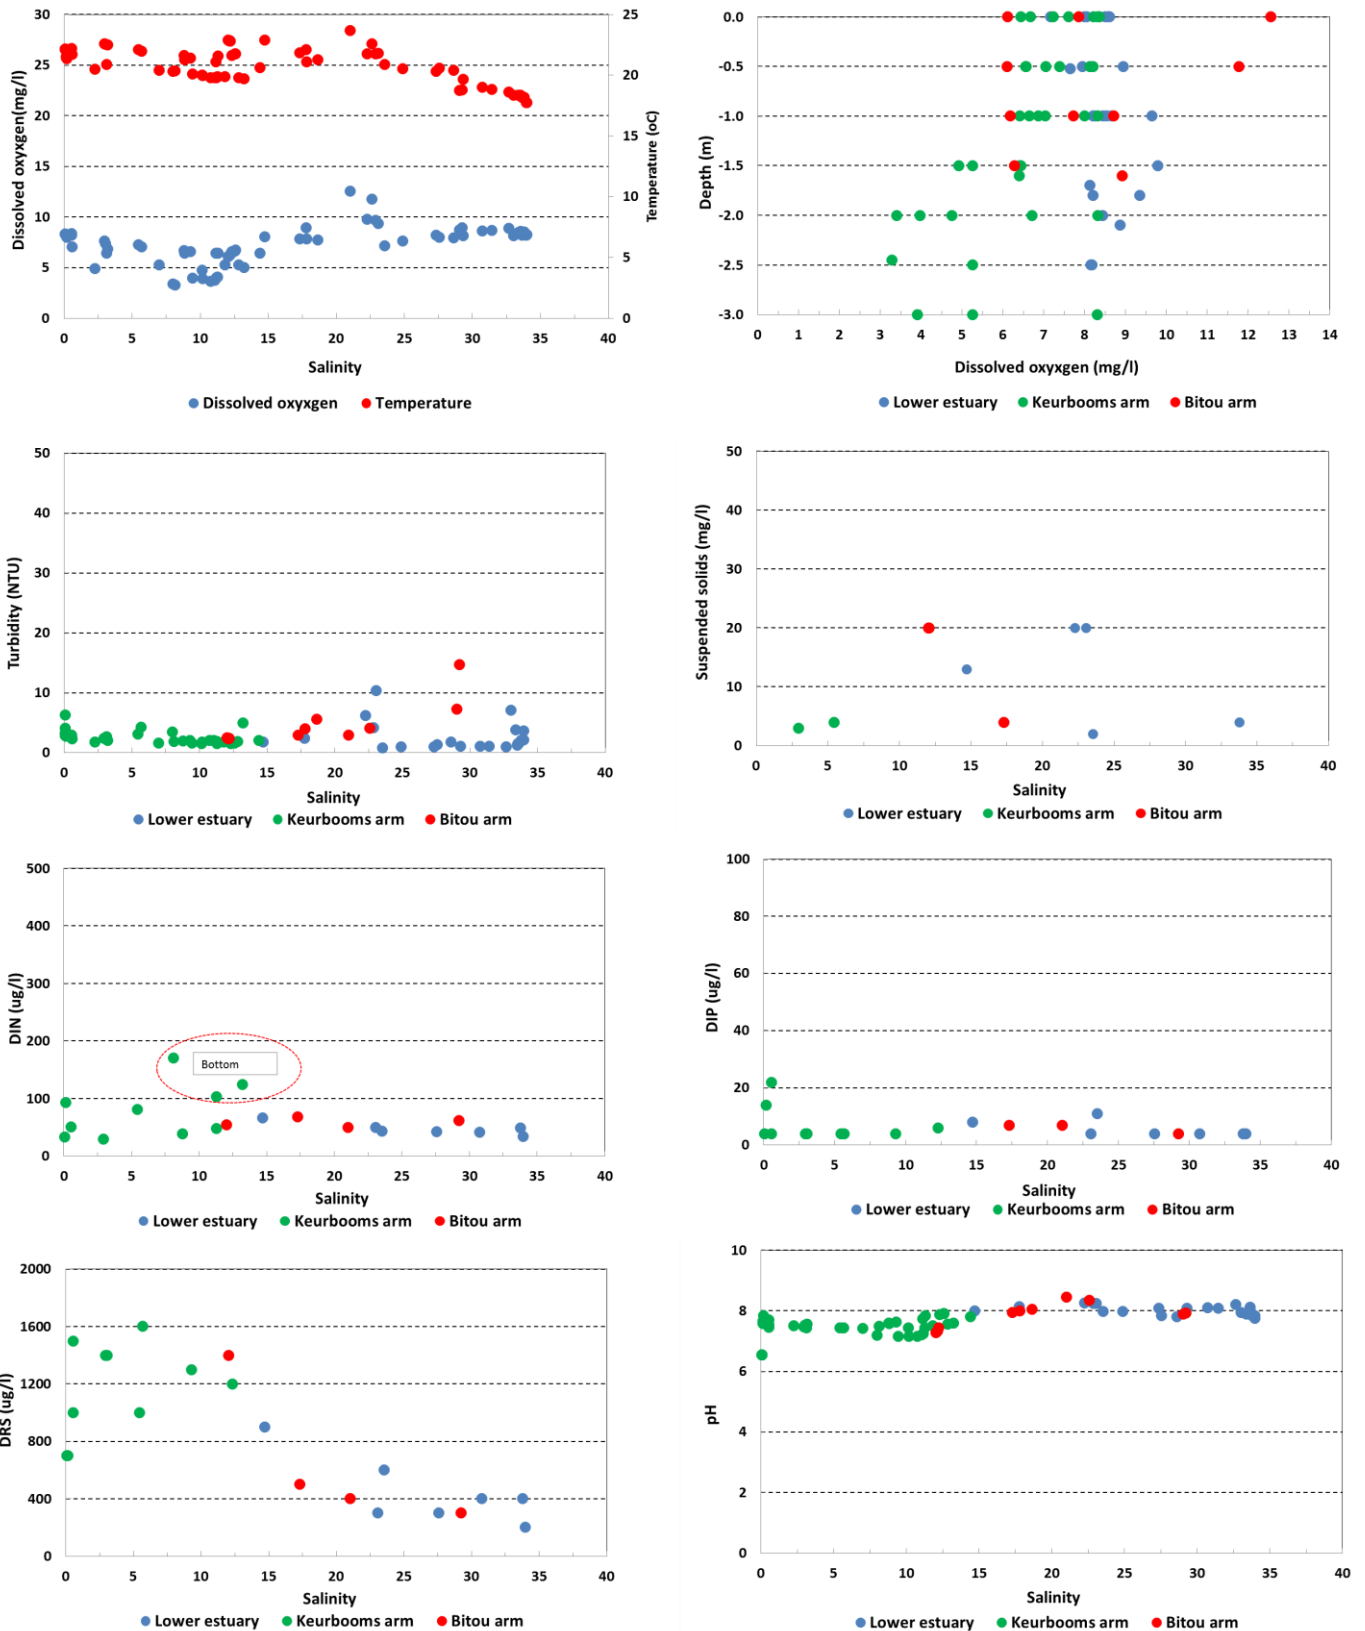 30
25
20
15
10
5
0
Dissolved oxyxgen(mg/l)
25
20
15
10
5
0
Temperature (oC)
0 5 10 15 20 25 30 35 40
Salinity
Dissolved oxyxgen Temperature
0.0
-0.5
-1.0
-1.5
-2.0
-2.5
-3.0
Depth (m)
0 1 2 3 4 5 6 7 8 9 10 11 12 13 14
Dissolved oxyxgen (mg/l)
Lower estuary Keurbooms arm Bitou arm
50
40
30
20
10
0
Turbidity (NTU)
0 5 10 15 20 25 30 35 40
Salinity
Lower estuary Keurbooms arm Bitou arm
50
40
30
20
10
0
Suspended solids (mg/l)
0 5 10 15 20 25 30 35 40
Salinity
Lower estuary Keurbooms arm Bitou arm
500
400
300
200
100
0
DIN (ug/l)
Bottom
0 5 10 15 20 25 30 35 40
Salinity
Lower estuary Keurbooms arm Bitou arm
100
80
60
40
20
0
DIP (ug/l)
0 5 10 15 20 25 30 35 40
Salinity
Lower estuary Keurbooms arm Bitou arm
2000
1600
1200
800
400
0
DRS (ug/l)
0 5 10 15 20 25 30 35 40
Salinity
Lower estuary Keurbooms arm Bitou arm
10
8
6
4
2
0
pH
0 5 10 15 20 25 30 35 40
Salinity
Lower estuary Keurbooms arm Bitou arm